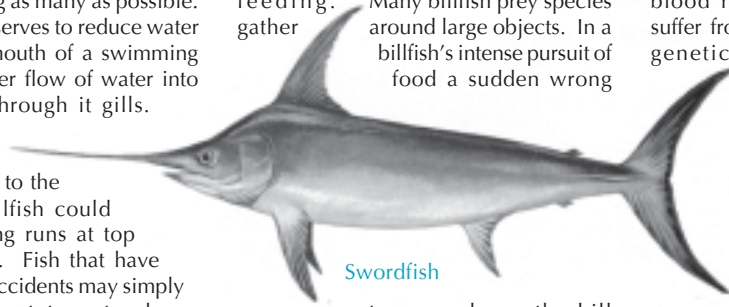 g as many as possible.
serves to reduce water
outh of a swimming
er flow of water into
hrough it gills.
to the
lfish could
ng runs at top
. Fish that have
ccidents may simply
feeding.
gather
Many billfish prey species
around large objects. In a
billfish's intense pursuit of
food a sudden wrong
Swordfish
blood
suffer
genetic